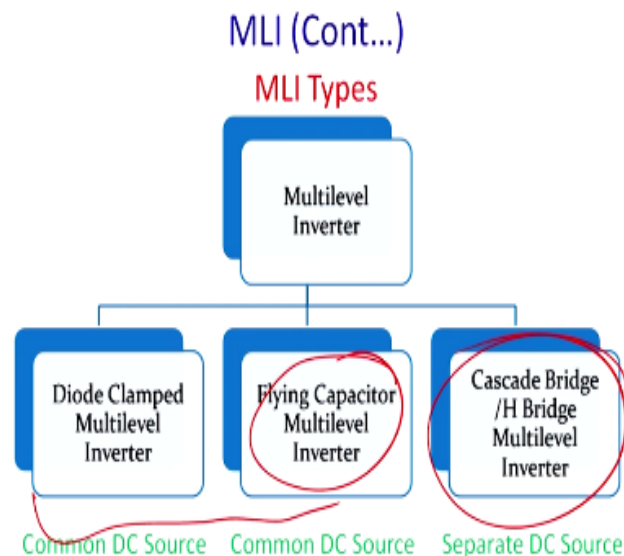 MLI (Cont...)
MLI Types
Multilevel
Inverter
Diode Clamped
Multilevel
Inverter
Flying Capacitor
Multilevel
Inverter
Cascade Bridge
/H Bridge
Multilevel
Inverter
Common DC Source
Common DC Source
Separate DC Source